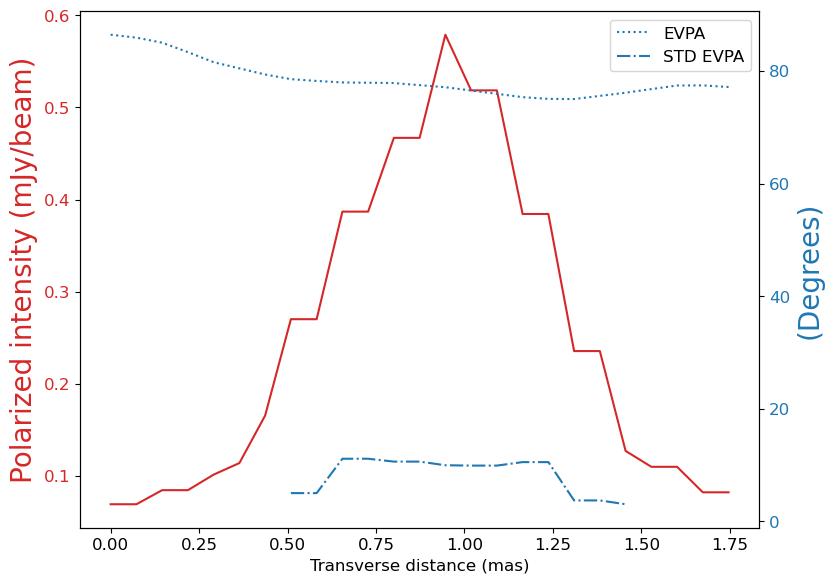 Polarized intensity (mJy/beam)
0.6
0.5
0.4
0.3
0.2
0.1
EVPA
STD EVPA
80
60
40
20
0
(Degrees)
0.00 0.25 0.50 0.75 1.00 1.25 1.50 1.75
Transverse distance (mas)